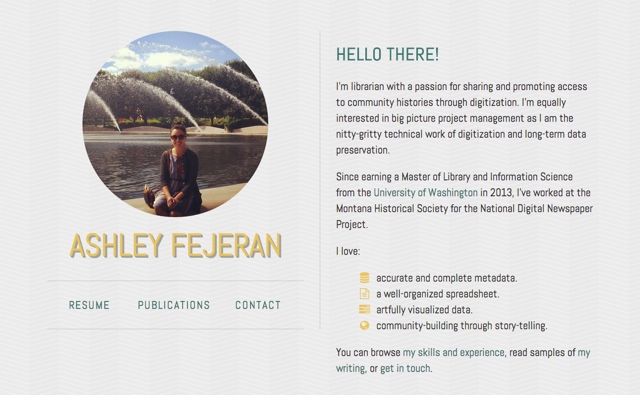 HELLO THERE!
I'm librarian with a passion for sharing and promoting access
to community histories through digitization. I'm equally
interested in big picture project management as I am the
nitty-gritty technical work of digitization and long-term data
preservation.
Since earning a Master of Library and Information Science
from the University of Washington in 2013, I've worked at the
Montana Historical Society for the National Digital Newspaper
Project.
I love:
accurate and complete metadata.
a well-organized spreadsheet.
artfully visualized data.
community-building through story-telling.
You can browse my skills and experience, read samples of my
writing, or get in touch.
ASHLEY FEJERAN
RESUME PUBLICATIONS CONTACT